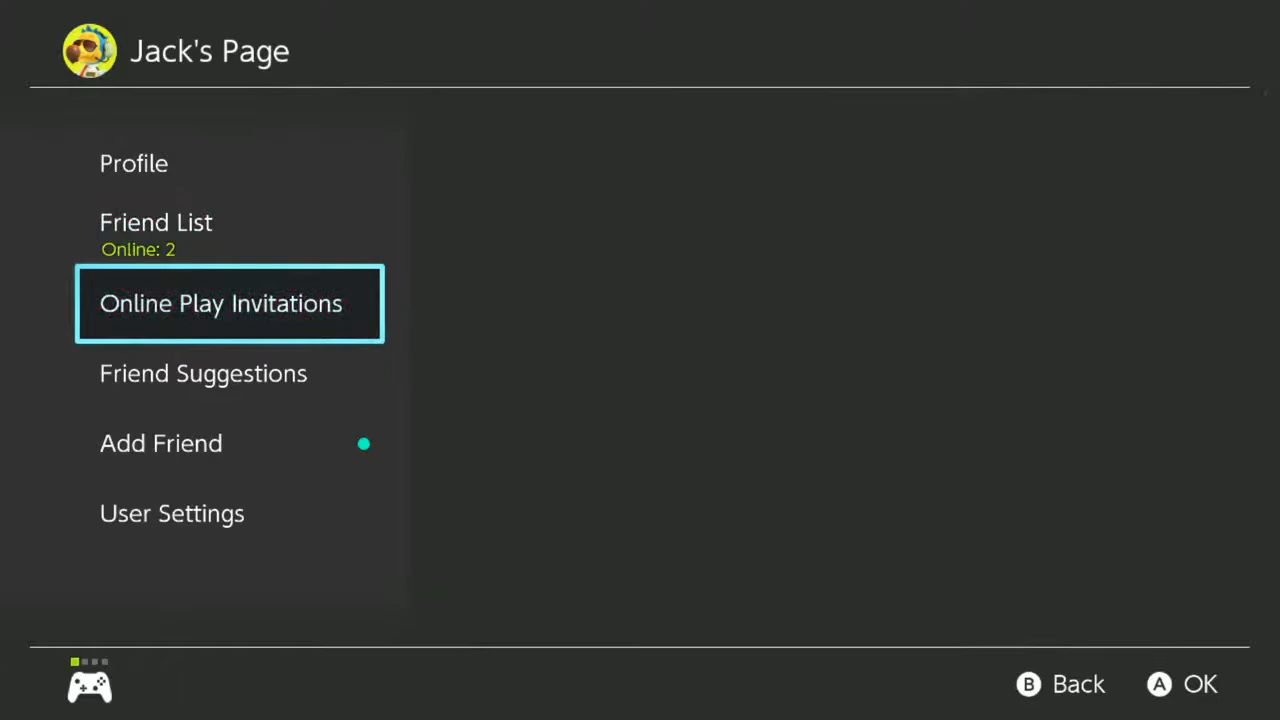 Jack's Page
Profile
Friend List
Online: 2
Online Play Invitations
Friend Suggestions
Add Friend
User Settings
B Back
A OK